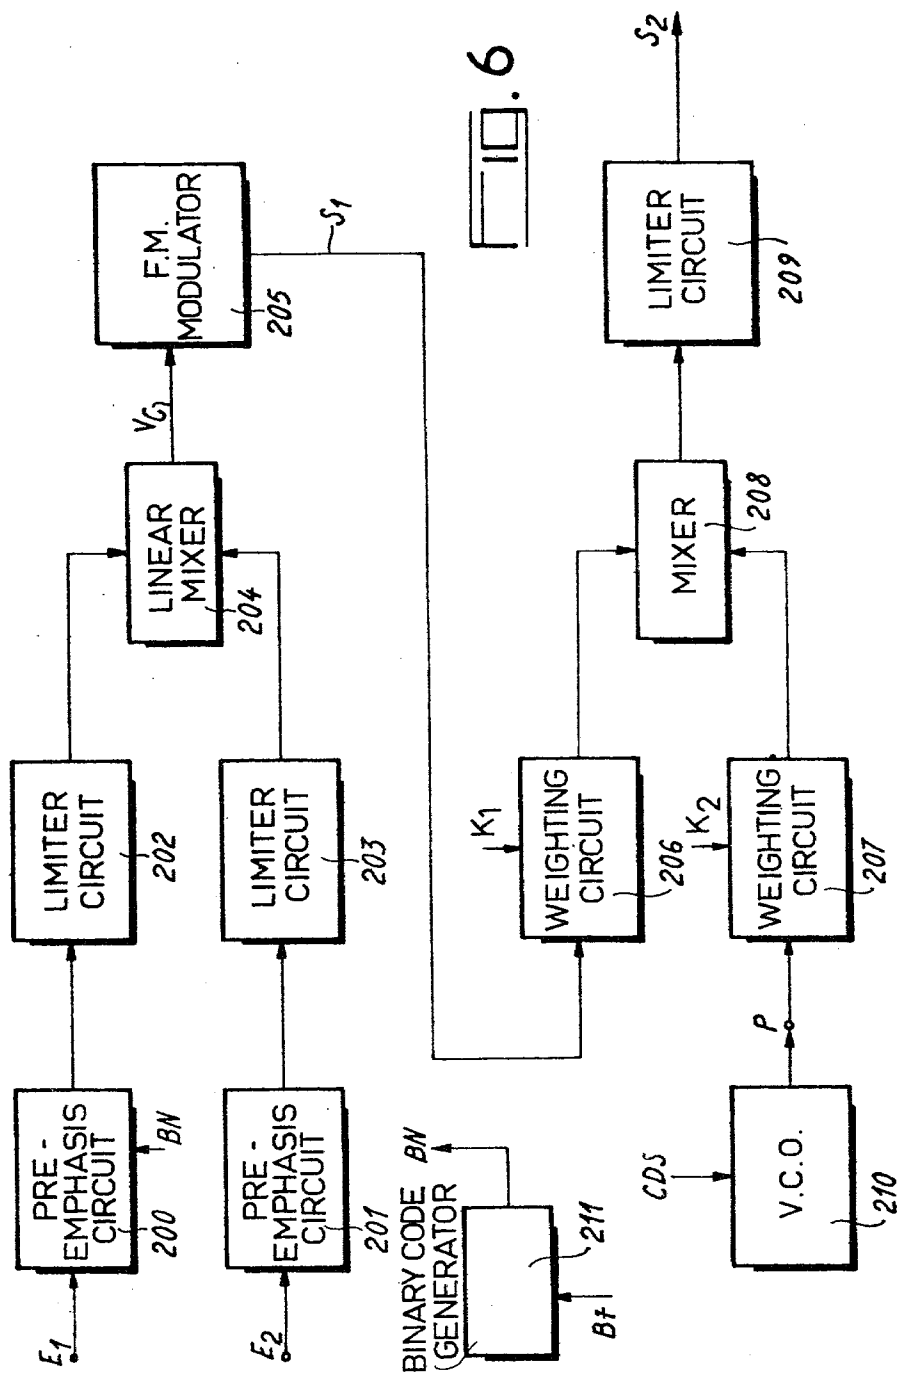 E1
PRE-
EMPHASIS
CIRCUIT
200
BN
LIMITER
CIRCUIT
202
E2
PRE-
EMPHASIS
CIRCUIT
201
LIMITER
CIRCUIT
203
LINEAR
MIXER
204
VG1
F.M.
MODULATOR
205
S1
BINARY CODE
GENERATOR
BN
211
Bt
FIG. 6
K1
WEIGHTING
CIRCUIT
206
CDS
V.C.O.
210
P
K2
WEIGHTING
CIRCUIT
207
MIXER
208
LIMITER
CIRCUIT
209
S2